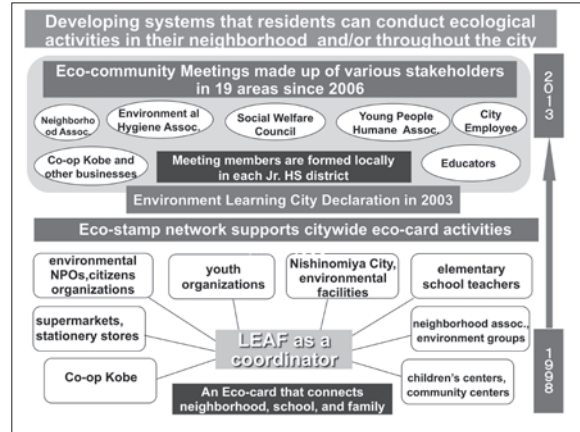 Developing systems that residents can conduct ecological
activities in their neighborhood and/or throughout the city
Eco-community Meetings made up of various stakeholders
in 19 areas since 2006
Neighborho
od Assoc.
Environment al
Hygiene Assoc.
Social Welfare
Council
Young People
Humane Assoc.
City
Employee
Co-op Kobe and
other businesses
Meeting members are formed locally
in each Jr. HS district
Educators
Environment Learning City Declaration in 2003
Eco-stamp network supports citywide eco-card activities
environmental
NPOs,citizens
organizations
youth
organizations
Nishinomiya City,
environmental
facilities
elementary
school teachers
supermarkets,
stationery stores
LEAF as a
coordinator
neighborhood assoc.,
environment groups
Co-op Kobe
An Eco-card that connects
neighborhood, school, and family
children's centers,
community centers
2013
1998